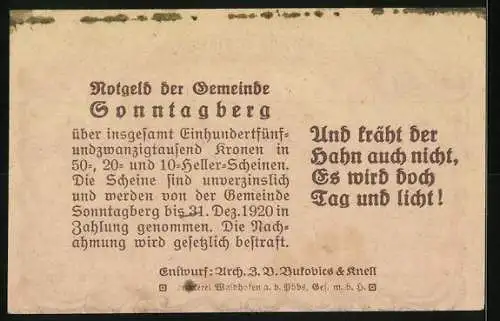 Notgeld der Gemeinde
Sonntagberg
über insgesamt Einhundertfünf-
undzwanzigtausend Kronen in
50-, 20- und 10-Heller-Scheinen.
Die Scheine sind unverzinslich
und werden von der Gemeinde
Sonntagberg bis 31. Dez. 1920 in
Zahlung genommen. Die Nach-
ahmung wird gesetzlich bestraft.
Und kräht der
Hahn auch nicht,
Es wird doch
Tag und licht!
Entwurf: Arch. J. V. Bukovics & Knell
Waidhofen a. d. Ybbs, Ges. m. b. H.